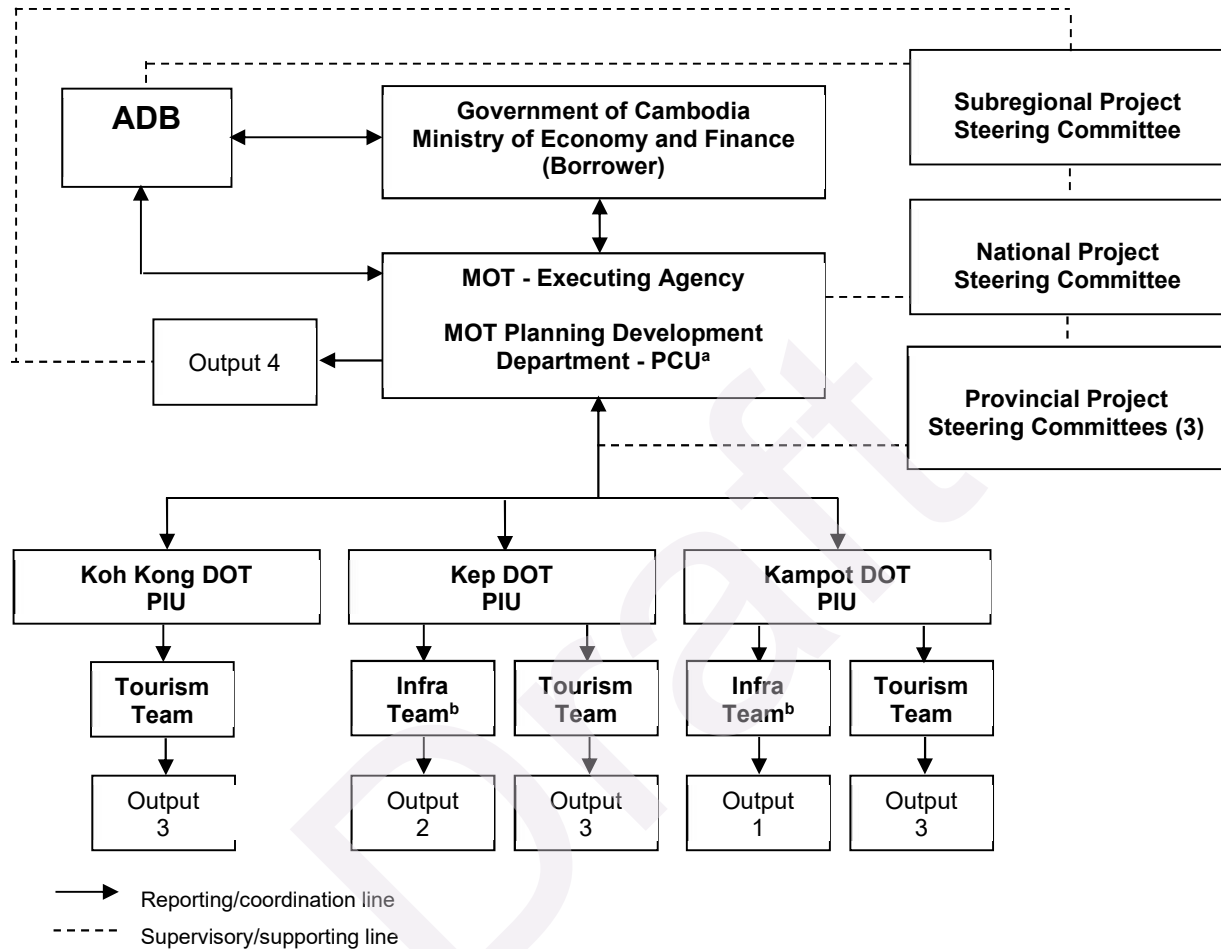 ADB
Government of Cambodia
Ministry of Economy and Finance
(Borrower)
Subregional Project
Steering Committee
MOT - Executing Agency
MOT Planning Development
Department - PCUᵃ
National Project
Steering Committee
Output 4
Provincial Project
Steering Committees (3)
Koh Kong DOT
PIU
Kep DOT
PIU
Kampot DOT
PIU
Tourism
Team
Infra
Teamᵇ
Tourism
Team
Infra
Teamᵇ
Tourism
Team
Output
3
Output
2
Output
3
Output
1
Output
3
Reporting/coordination line
Supervisory/supporting line
Draft